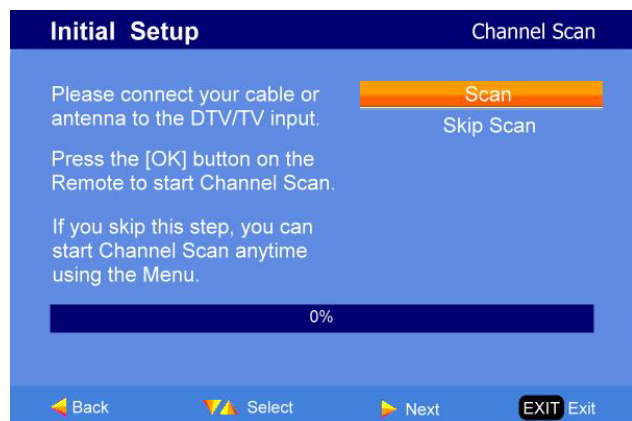 Initial Setup
Channel Scan
Please connect your cable or
antenna to the DTV/TV input.
Press the [OK] button on the
Remote to start Channel Scan.
If you skip this step, you can
start Channel Scan anytime
using the Menu.
Scan
Skip Scan
0%
Back Select Next EXIT Exit